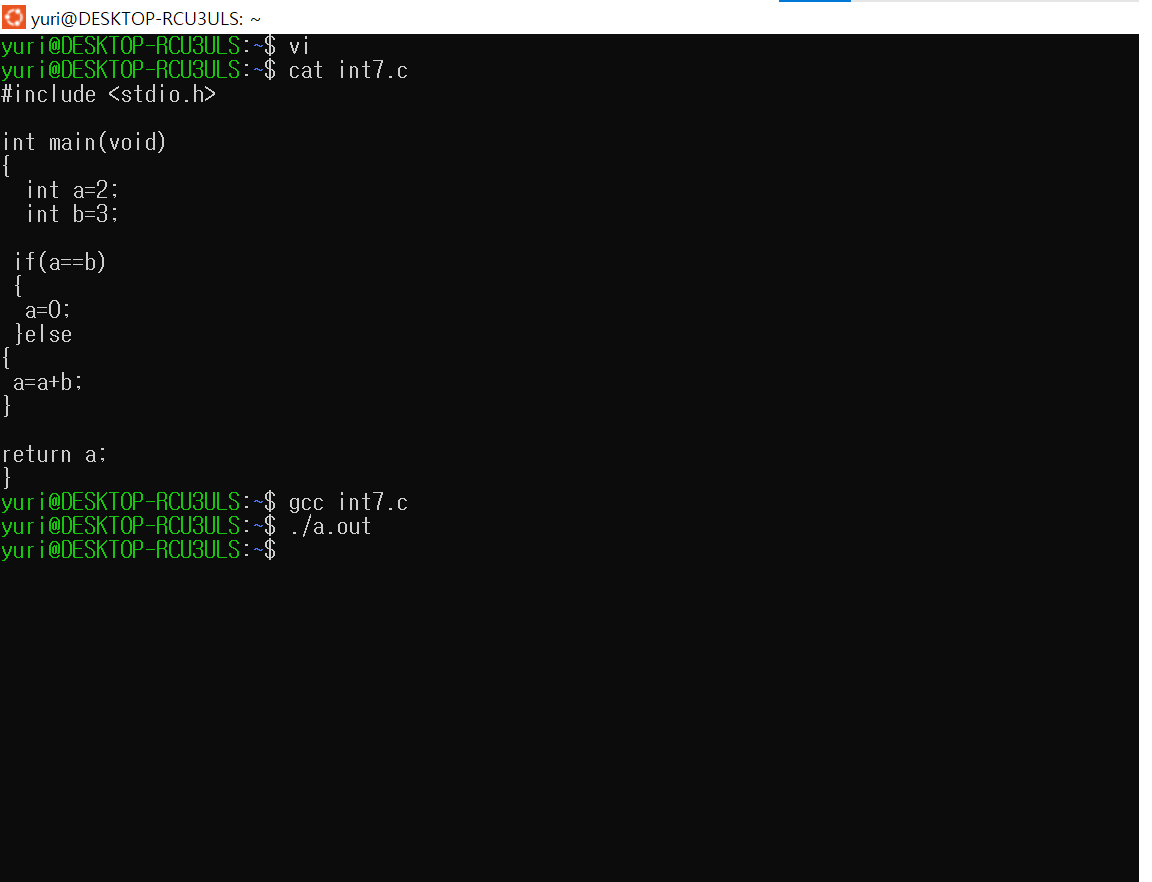 yuri@DESKTOP-RCU3ULS: ~
yuri@DESKTOP-RCU3ULS:~$ vi
yuri@DESKTOP-RCU3ULS:~$ cat int7.c
#include <stdio.h>
int main(void)
{
int a=2;
int b=3;
if(a==b)
{
a=0;
}else
{
a=a+b;
}
return a;
}
yuri@DESKTOP-RCU3ULS:~$ gcc int7.c
yuri@DESKTOP-RCU3ULS:~$ ./a.out
yuri@DESKTOP-RCU3ULS:~$